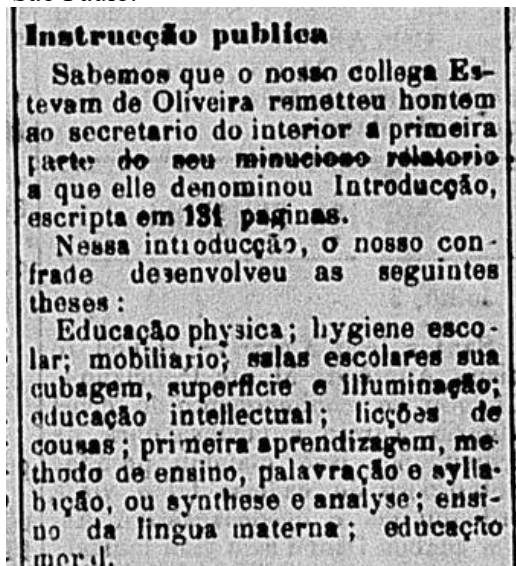 Instrucção publica
Sabemos que o nosso collega Es-
tevam de Oliveira remetteu hontem
ao secretario do interior a primeira
parte do seu minucioso relatorio
a que elle denominou Introducção,
escripta em paginas.
Nessa introducção, o nosso con-
frade desenvolveu as seguintes
theses :
Educação physica ; hygiene esco-
lar; mobiliario; salas escolares sua
cubagem, superficie e illuminação;
educação intellectual ; licções de
cousas ; primeira aprendizagem, me-
thodo de ensino, palavração e sylla-
bação, ou synthese e analyse ; ensi-
no da lingua materna ; educação
moral.